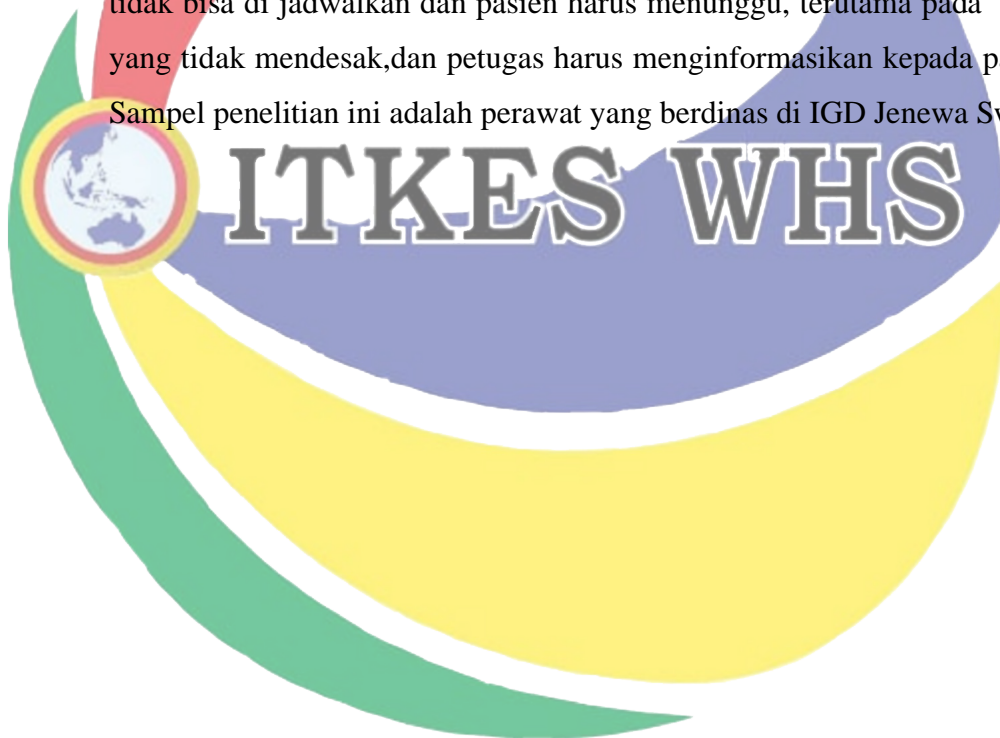 tidak bisa di jadwalkan dan pasien harus menunggu, terutama pada
yang tidak mendesak,dan petugas harus menginformasikan kepada
Sampel penelitian ini adalah perawat yang berdinas di IGD Jenewa
ITKES WHS